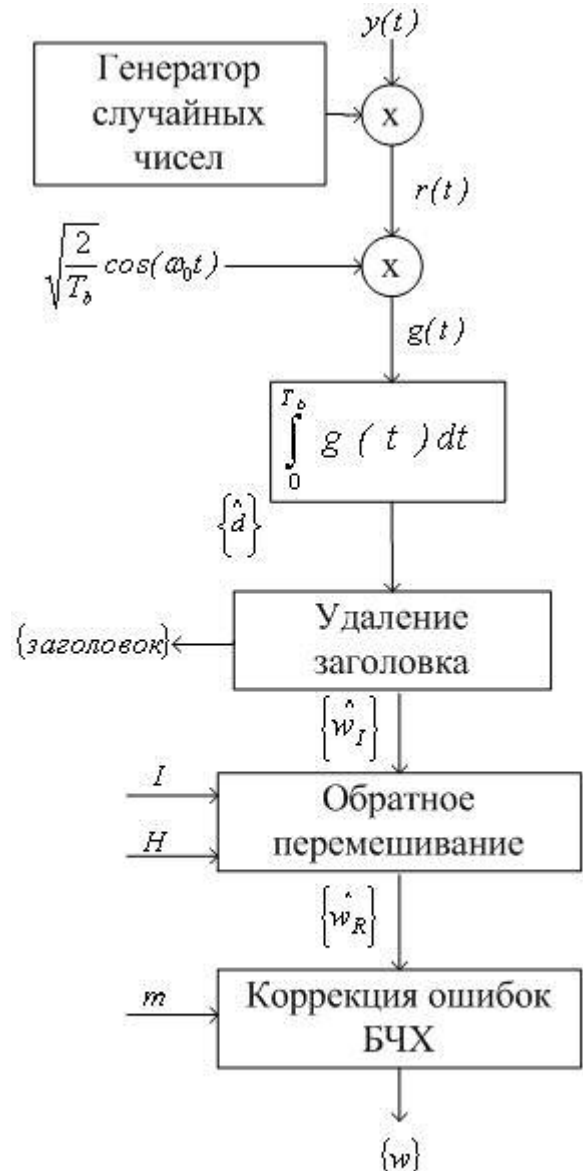 y(t)
Генератор
случайных
чисел
x
r(t)
√(2/T_b) cos(ω₀t)
x
g(t)
∫₀^{T_b} g ( t ) dt
{d̂}
Удаление
заголовка
{заголовок}
{ŵ_I}
I
H
Обратное
перемешивание
{ŵ_R}
m
Коррекция ошибок
БЧХ
{w}